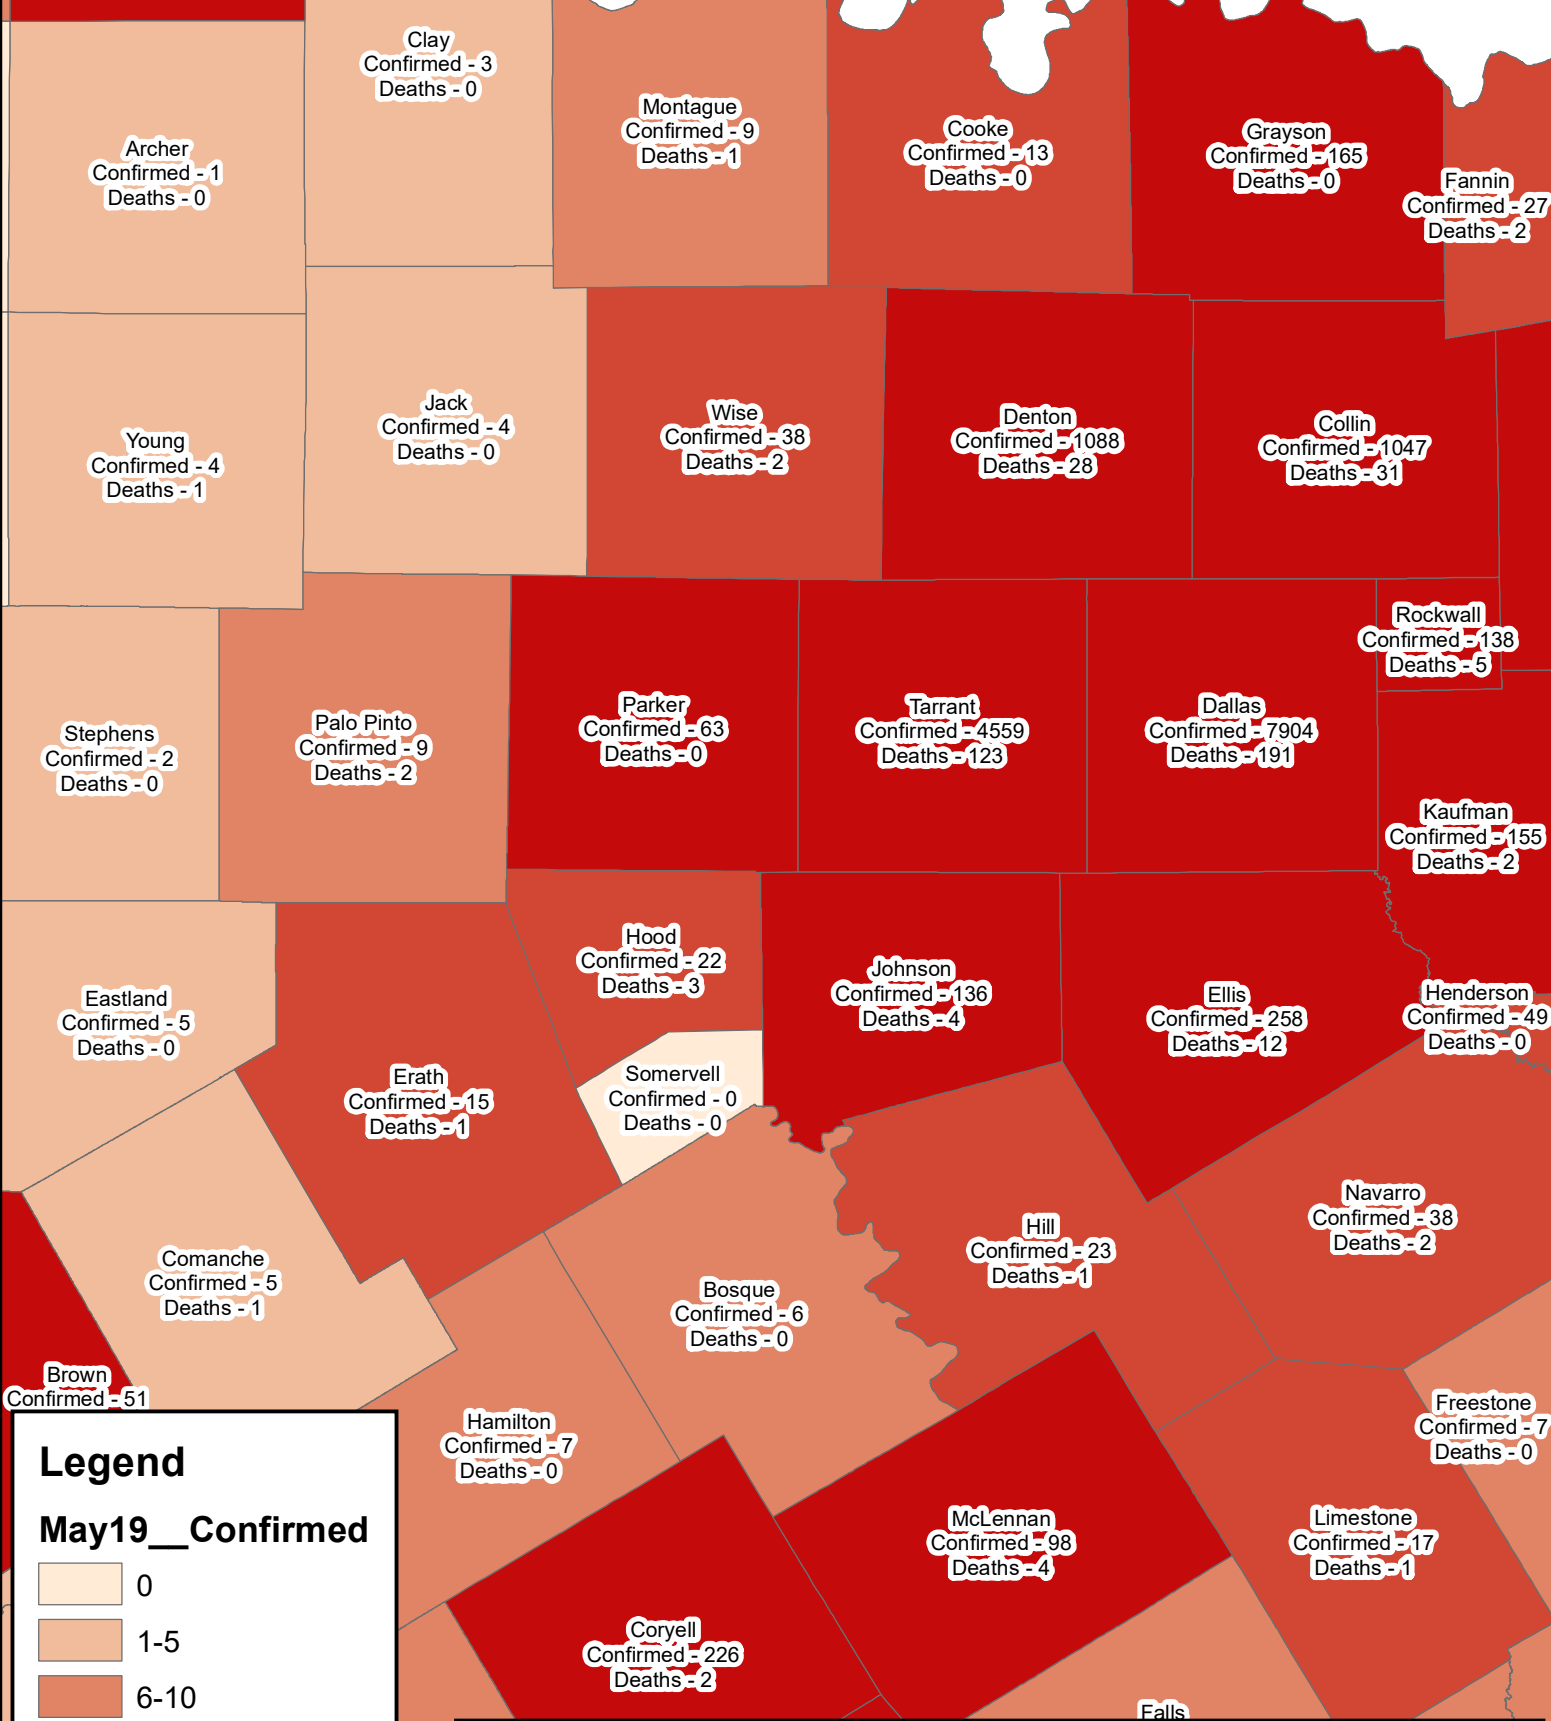 Clay
Confirmed - 3
Deaths - 0
Montague
Confirmed - 9
Deaths - 1
Cooke
Confirmed - 13
Deaths - 0
Grayson
Confirmed - 165
Deaths - 0
Archer
Confirmed - 1
Deaths - 0
Fannin
Confirmed - 27
Deaths - 2
Young
Confirmed - 4
Deaths - 1
Jack
Confirmed - 4
Deaths - 0
Wise
Confirmed - 38
Deaths - 2
Denton
Confirmed - 1088
Deaths - 28
Collin
Confirmed - 1047
Deaths - 31
Rockwall
Confirmed - 138
Deaths - 5
Stephens
Confirmed - 2
Deaths - 0
Palo Pinto
Confirmed - 9
Deaths - 2
Parker
Confirmed - 63
Deaths - 0
Tarrant
Confirmed - 4559
Deaths - 123
Dallas
Confirmed - 7904
Deaths - 191
Kaufman
Confirmed - 155
Deaths - 2
Eastland
Confirmed - 5
Deaths - 0
Hood
Confirmed - 22
Deaths - 3
Johnson
Confirmed - 136
Deaths - 4
Ellis
Confirmed - 258
Deaths - 12
Henderson
Confirmed - 49
Deaths - 0
Erath
Confirmed - 15
Deaths - 1
Somervell
Confirmed - 0
Deaths - 0
Comanche
Confirmed - 5
Deaths - 1
Bosque
Confirmed - 6
Deaths - 0
Hill
Confirmed - 23
Deaths - 1
Navarro
Confirmed - 38
Deaths - 2
Brown
Confirmed - 51
Hamilton
Confirmed - 7
Deaths - 0
Freestone
Confirmed - 7
Deaths - 0
McLennan
Confirmed - 98
Deaths - 4
Limestone
Confirmed - 17
Deaths - 1
Coryell
Confirmed - 226
Deaths - 2
Falls
Legend
May19__Confirmed
0
1-5
6-10